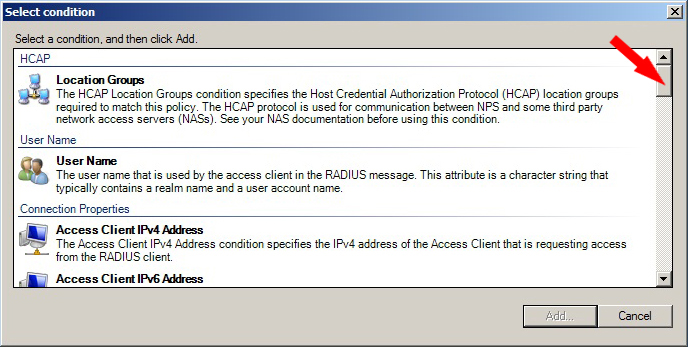 Select condition
Select a condition, and then click Add.
HCAP
Location Groups
The HCAP Location Groups condition specifies the Host Credential Authorization Protocol (HCAP) location groups
required to match this policy. The HCAP protocol is used for communication between NPS and some third party
network access servers (NASs). See your NAS documentation before using this condition.
User Name
User Name
The user name that is used by the access client in the RADIUS message. This attribute is a character string that
typically contains a realm name and a user account name.
Connection Properties
Access Client IPv4 Address
The Access Client IPv4 Address condition specifies the IPv4 address of the Access Client that is requesting access
from the RADIUS client.
Access Client IPv6 Address
Add...
Cancel